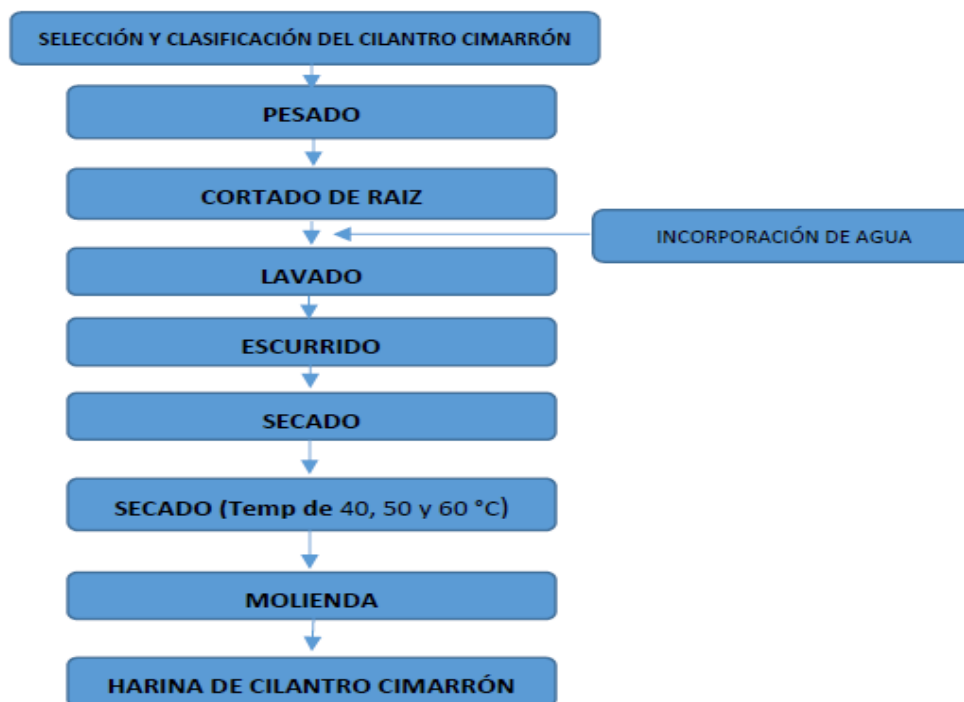 SELECCIÓN Y CLASIFICACIÓN DEL CILANTRO CIMARRÓN
PESADO
CORTADO DE RAIZ
INCORPORACIÓN DE AGUA
LAVADO
ESCURRIDO
SECADO
SECADO (Temp de 40, 50 y 60 °C)
MOLIENDA
HARINA DE CILANTRO CIMARRÓN